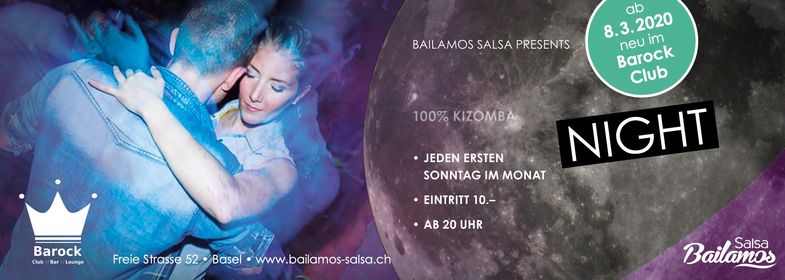 BAILAMOS SALSA PRESENTS
ab
8.3.2020
neu im
Barock
Club
100% KIZOMBA
NIGHT
• JEDEN ERSTEN
SONNTAG IM MONAT
• EINTRITT 10.–
• AB 20 UHR
Barock
Club // Bar // Lounge
Freie Strasse 52 • Basel • www.bailamos-salsa.ch
Salsa
Bailamos